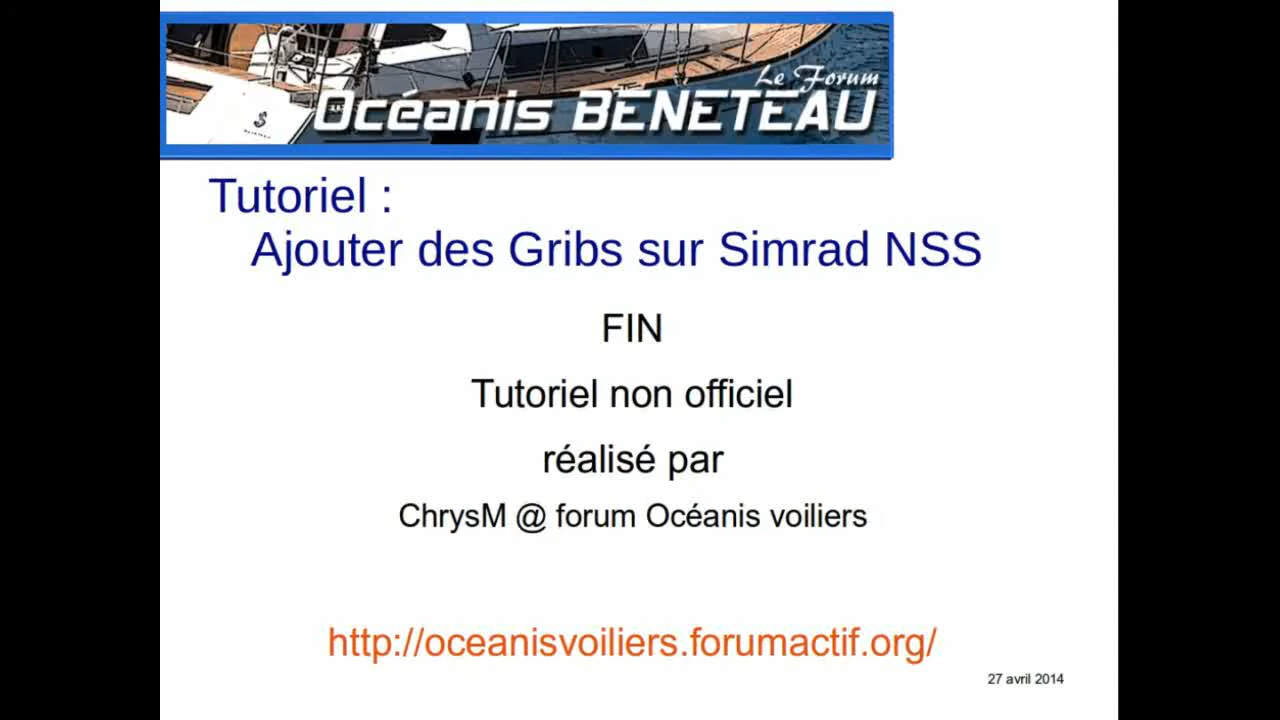 Le Forum
Océanis BENETEAU
Tutoriel :
Ajouter des Gribs sur Simrad NSS
FIN
Tutoriel non officiel
réalisé par
ChrysM @ forum Océanis voiliers
http://oceanisvoiliers.forumactif.org/
27 avril 2014